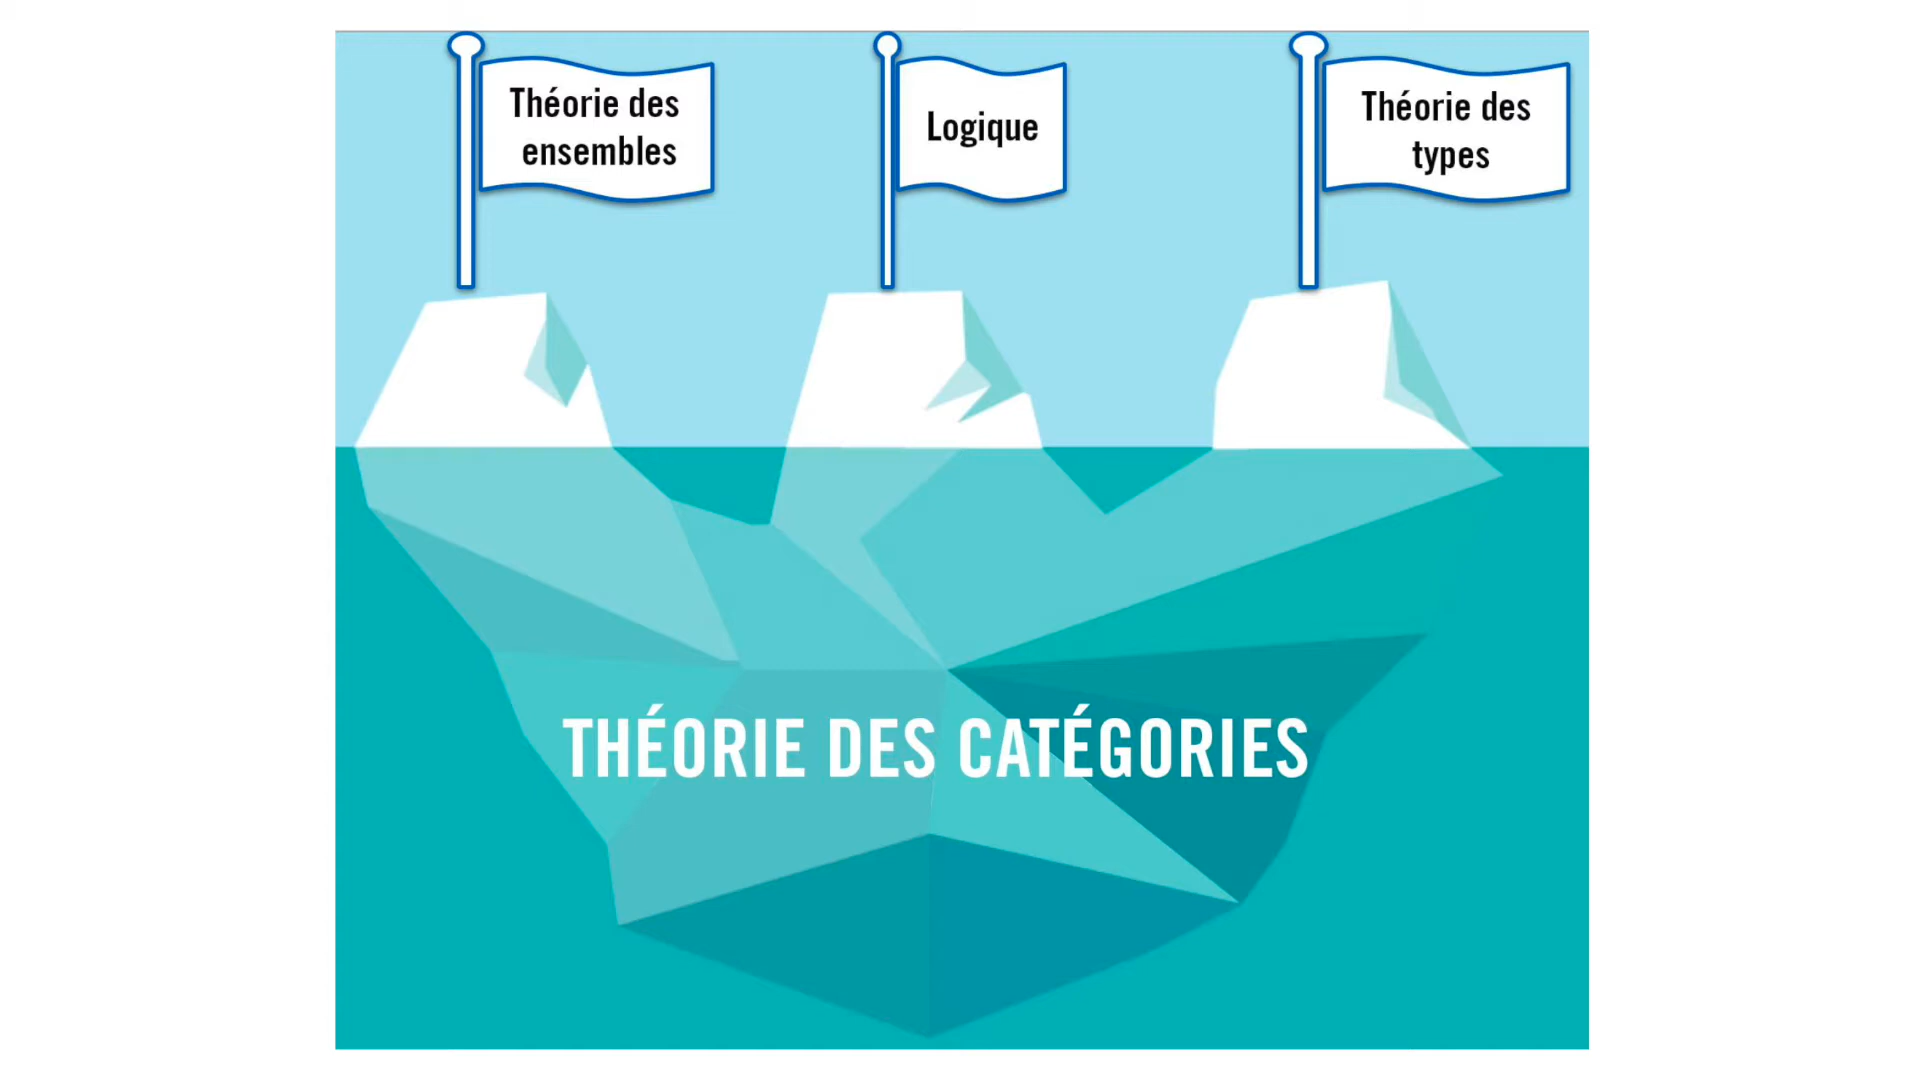 Théorie des
ensembles
Logique
Théorie des
types
THÉORIE DES CATÉGORIES